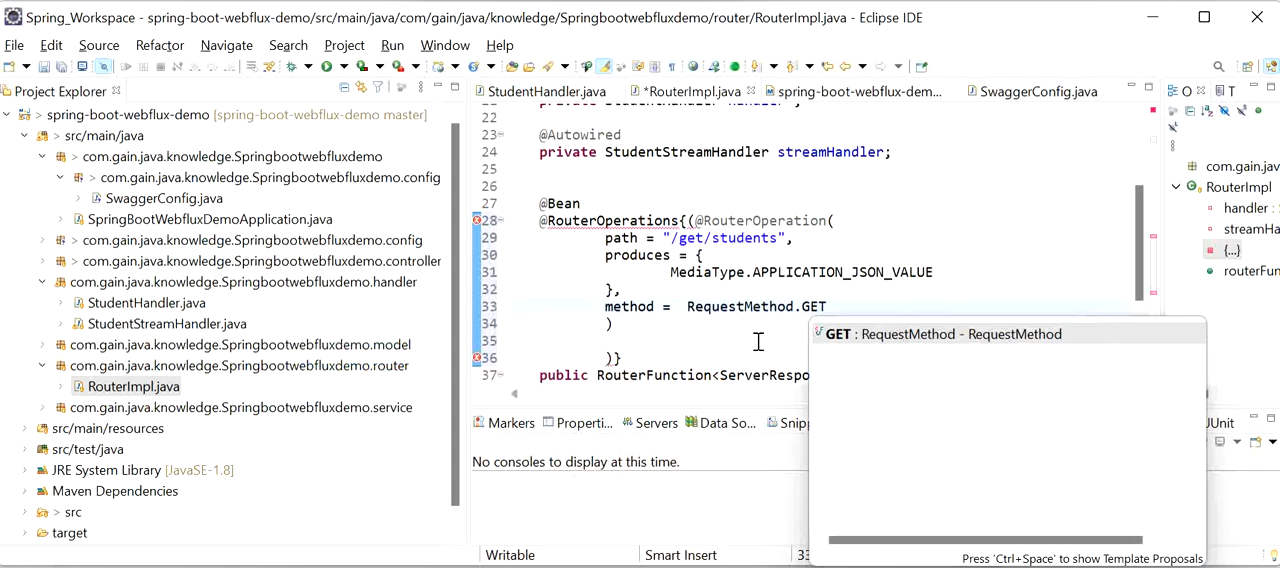 Spring_Workspace - spring-boot-webflux-demo/src/main/java/com/gain/java/knowledge/Springbootwebfluxdemo/router/RouterImpl.java - Eclipse IDE
File Edit Source Refactor Navigate Search Project Run Window Help
Project Explorer
spring-boot-webflux-demo [spring-boot-webflux-demo master]
> src/main/java
> com.gain.java.knowledge.Springbootwebfluxdemo
> com.gain.java.knowledge.Springbootwebfluxdemo.config
> SwaggerConfig.java
SpringBootWebfluxDemoApplication.java
> com.gain.java.knowledge.Springbootwebfluxdemo.config
> com.gain.java.knowledge.Springbootwebfluxdemo.controller
com.gain.java.knowledge.Springbootwebfluxdemo.handler
StudentHandler.java
StudentStreamHandler.java
com.gain.java.knowledge.Springbootwebfluxdemo.model
com.gain.java.knowledge.Springbootwebfluxdemo.router
RouterImpl.java
com.gain.java.knowledge.Springbootwebfluxdemo.service
src/main/resources
src/test/java
JRE System Library [JavaSE-1.8]
Maven Dependencies
> src
target
StudentHandler.java *RouterImpl.java spring-boot-webflux-dem... SwaggerConfig.java
22
23 @Autowired
24 private StudentStreamHandler streamHandler;
25
26
27 @Bean
28 @RouterOperations{(@RouterOperation(
29 path = "/get/students",
30 produces = {
31 MediaType.APPLICATION_JSON_VALUE
32 },
33 method = RequestMethod.GET
34 )
35
36 )}
37 public RouterFunction<ServerRespo
GET : RequestMethod - RequestMethod
Press 'Ctrl+Space' to show Template Proposals
O T
com.gain.jav
RouterImpl
handler :
streamHa
{...}
routerFun
Markers Properti... Servers Data So... Snip
JUnit
No consoles to display at this time.
Writable Smart Insert 33